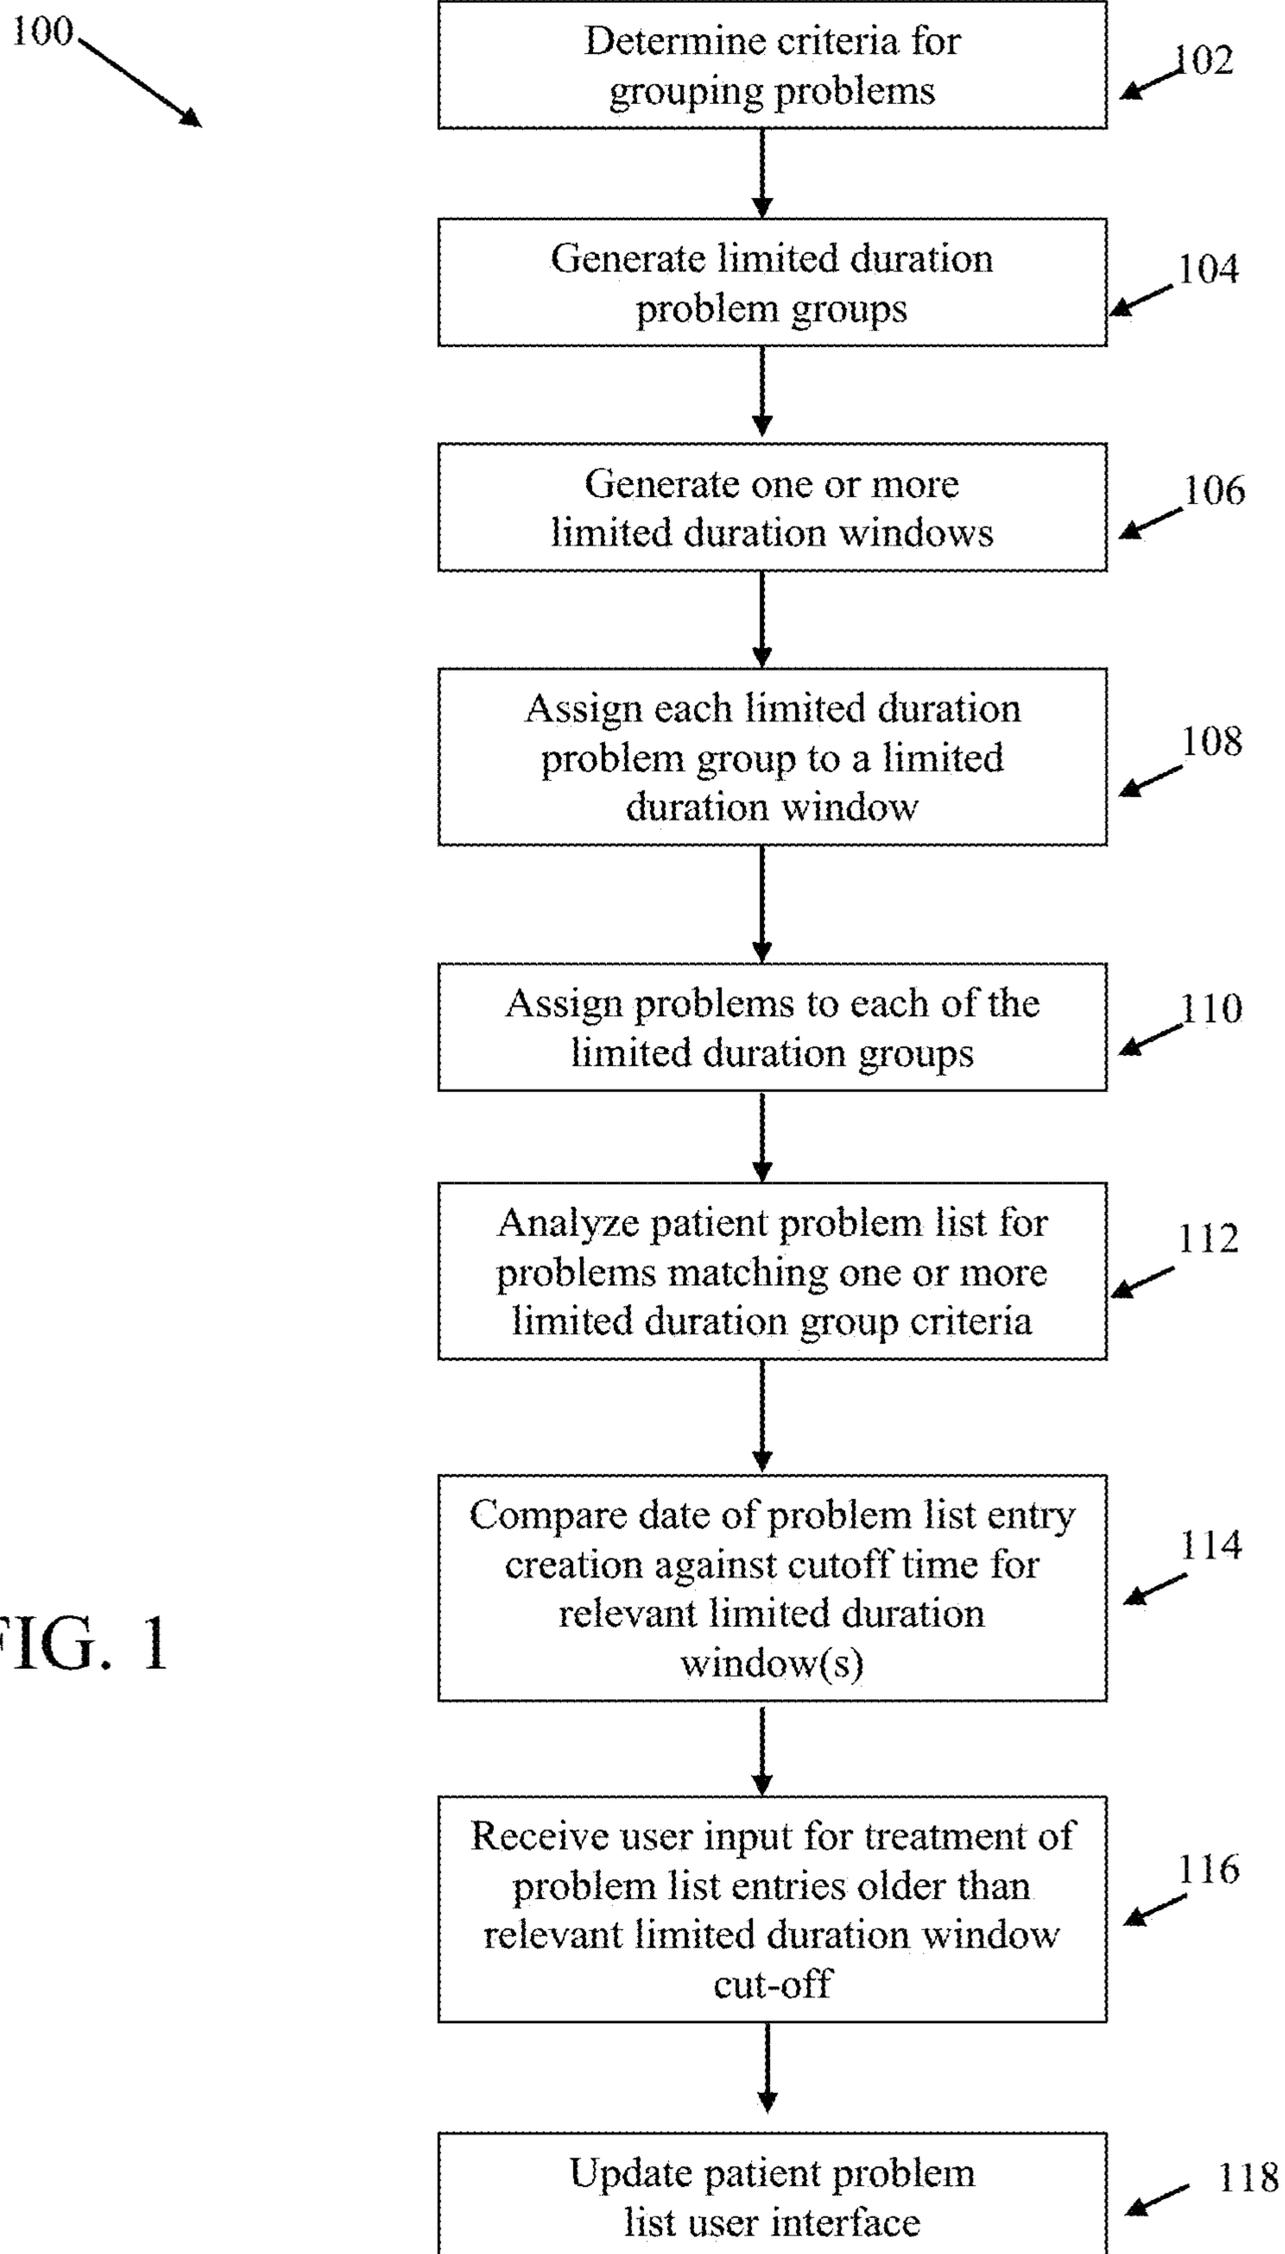 100
Determine criteria for
grouping problems
102
Generate limited duration
problem groups
104
Generate one or more
limited duration windows
106
Assign each limited duration
problem group to a limited
duration window
108
Assign problems to each of the
limited duration groups
110
Analyze patient problem list for
problems matching one or more
limited duration group criteria
112
Compare date of problem list entry
creation against cutoff time for
relevant limited duration
window(s)
114
FIG. 1
Receive user input for treatment of
problem list entries older than
relevant limited duration window
cut-off
116
Update patient problem
list user interface
118